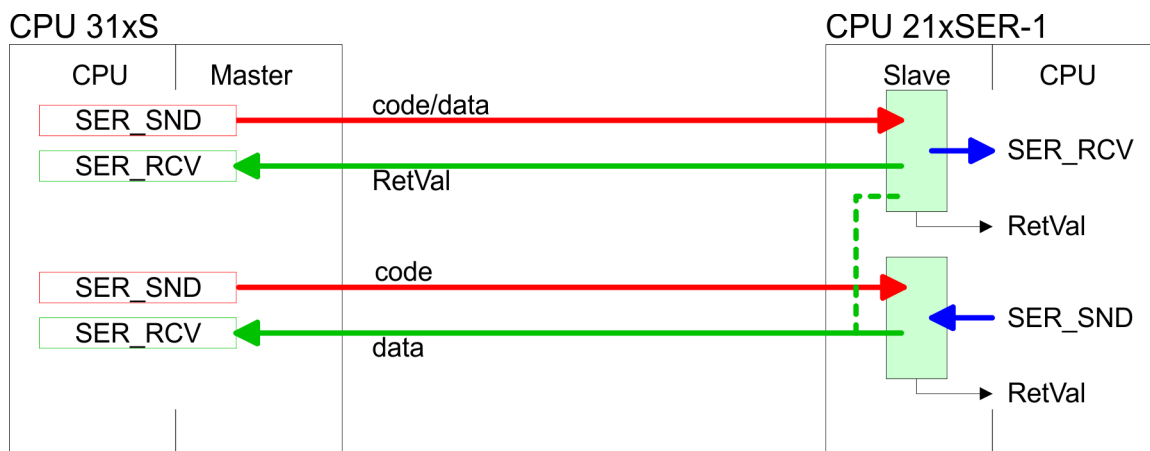 CPU 31xS
CPU 21xSER-1
CPU
Master
Slave
CPU
SER_SND
code/data
SER_RCV
SER_RCV
RetVal
RetVal
SER_SND
code
SER_SND
SER_RCV
data
RetVal